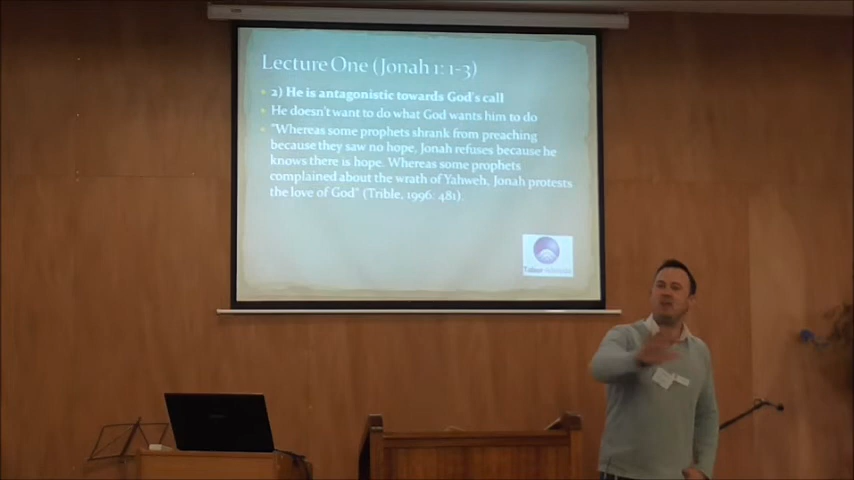 Lecture One (Jonah 1: 1-3)
2) He is antagonistic towards God's call
He doesn't want to do what God wants him to do
"Whereas some prophets shrank from preaching
because they saw no hope, Jonah refuses because he
knows there is hope. Whereas some prophets
complained about the wrath of Yahweh, Jonah protests
the love of God" (Trible, 1996: 481).
Tabor